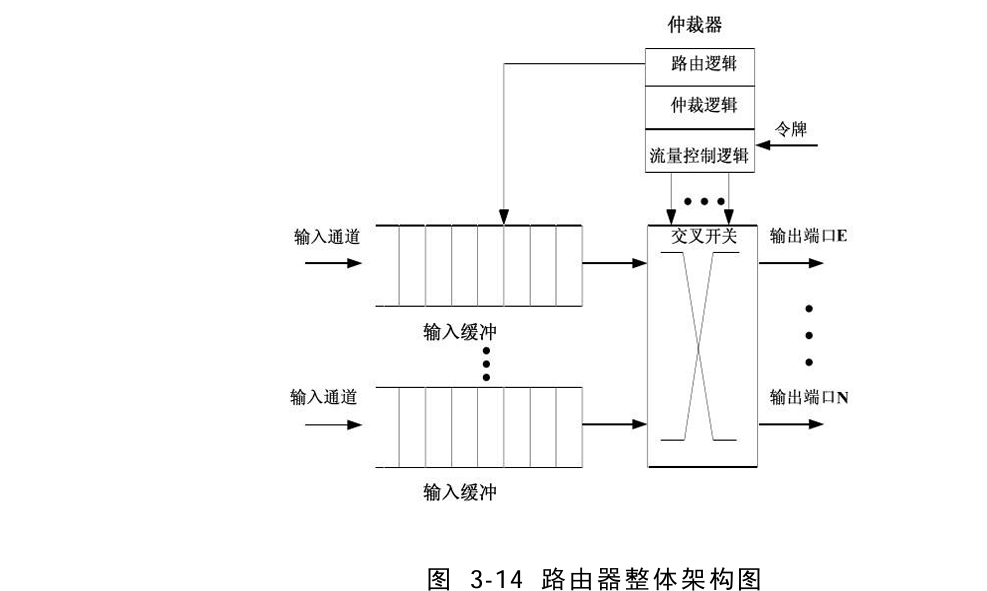 仲裁器
路由逻辑
仲裁逻辑
流量控制逻辑
令牌
输入通道
交叉开关
输出端口E
输入缓冲
输入通道
输出端口N
输入缓冲
图 3-14 路由器整体架构图